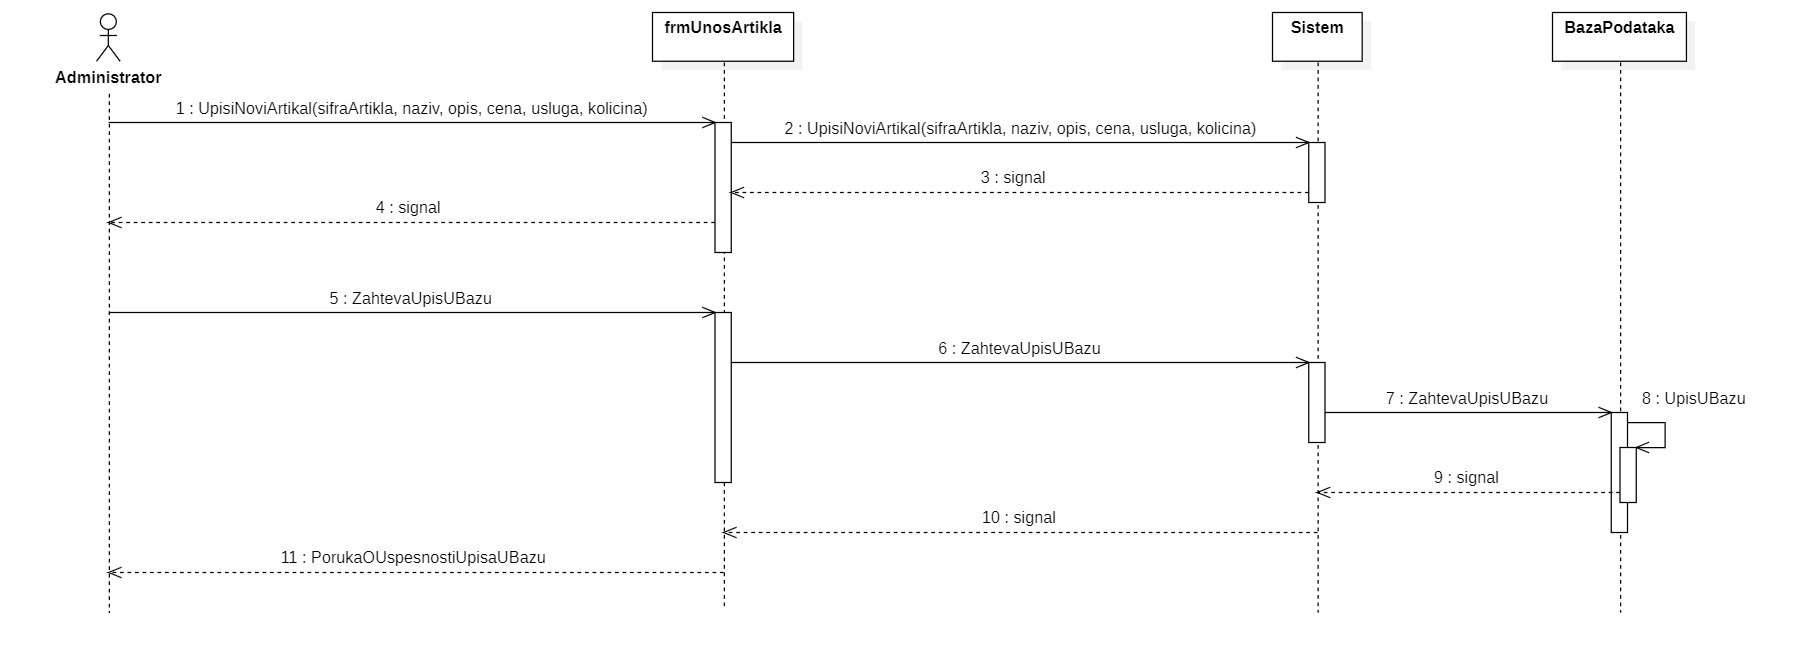 frmUnosArtikla
Sistem
BazaPodataka
Administrator
1 : UpisiNoviArtikal(sifraArtikla, naziv, opis, cena, usluga, kolicina)
2 : UpisiNoviArtikal(sifraArtikla, naziv, opis, cena, usluga, kolicina)
3 : signal
4 : signal
5 : ZahtevaUpisUBazu
6 : ZahtevaUpisUBazu
7 : ZahtevaUpisUBazu
8 : UpisUBazu
9 : signal
10 : signal
11 : PorukaOUspesnostiUpisaUBazu